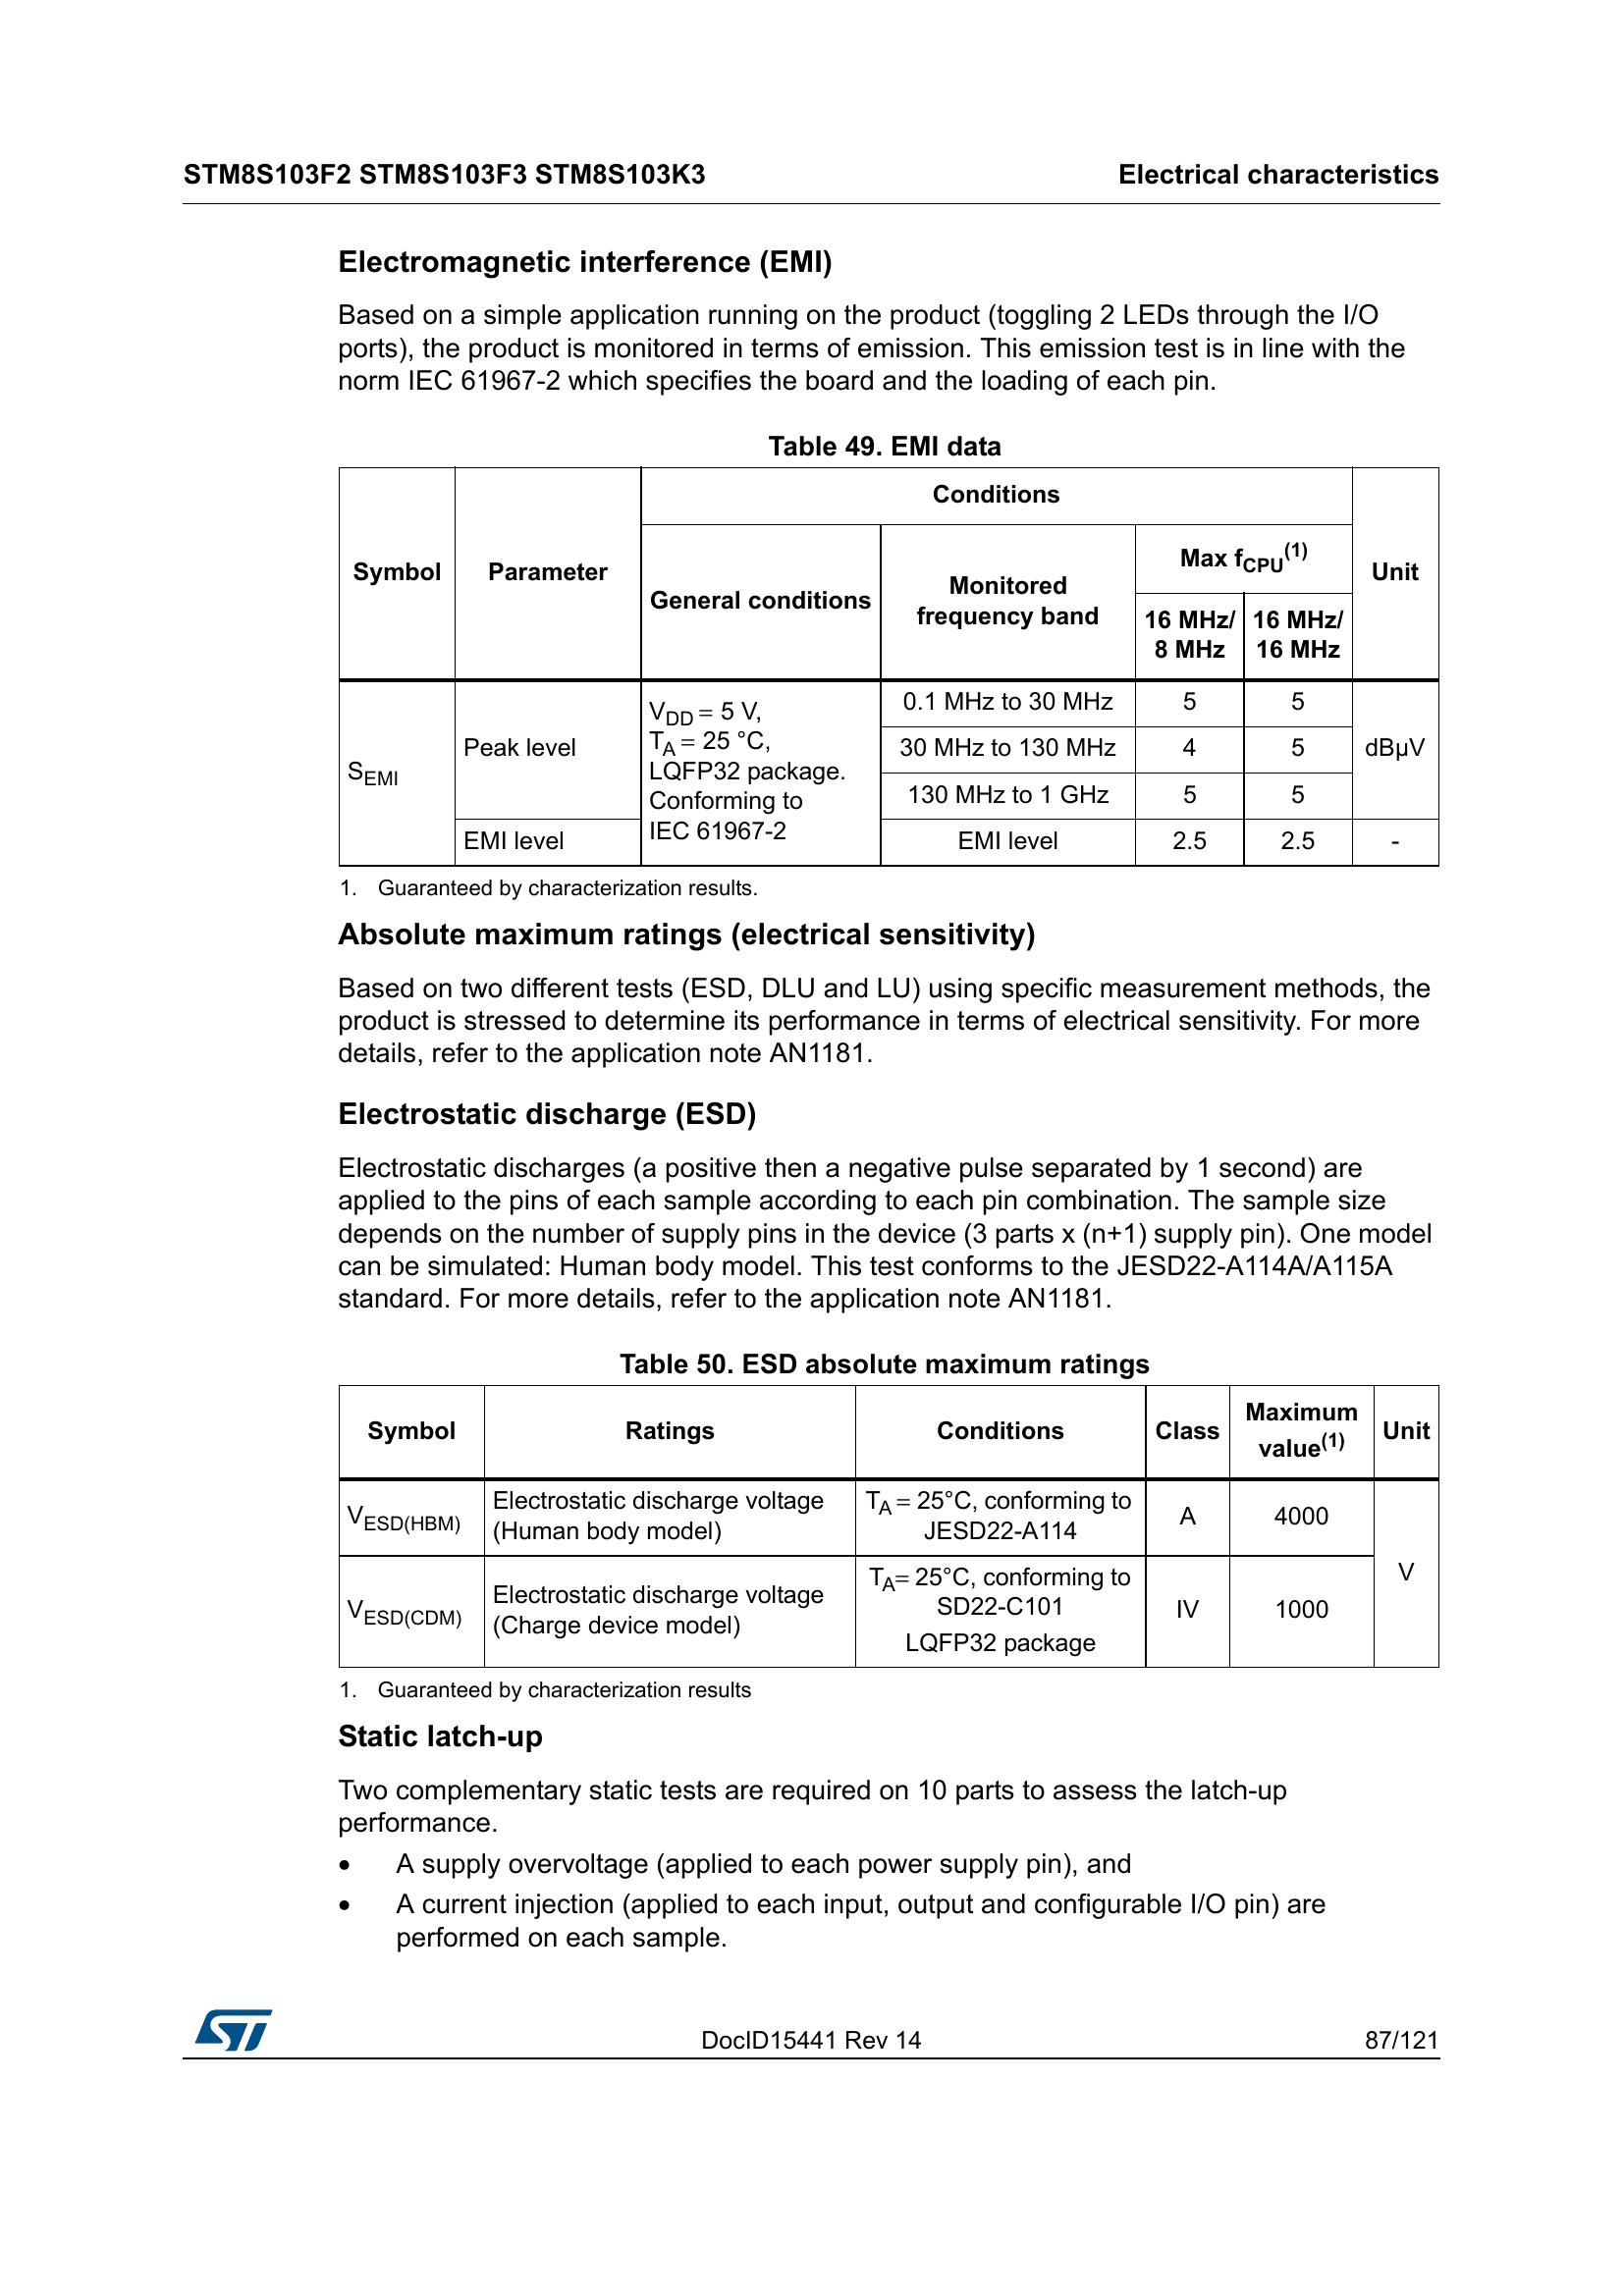 STM8S103F2 STM8S103F3 STM8S103K3 Electrical characteristics
Electromagnetic interference (EMI)
Based on a simple application running on the product (toggling 2 LEDs through the I/O
ports), the product is monitored in terms of emission. This emission test is in line with the
norm IEC 61967-2 which specifies the board and the loading of each pin.
Table 49. EMI data
Symbol Parameter Conditions Unit
General conditions Monitored frequency band Max fCPU(1)
16 MHz/ 8 MHz 16 MHz/ 16 MHz
SEMI Peak level VDD = 5 V, TA = 25 °C, LQFP32 package. Conforming to IEC 61967-2 0.1 MHz to 30 MHz 5 5 dBµV
30 MHz to 130 MHz 4 5
130 MHz to 1 GHz 5 5
EMI level EMI level 2.5 2.5 -
1. Guaranteed by characterization results.
Absolute maximum ratings (electrical sensitivity)
Based on two different tests (ESD, DLU and LU) using specific measurement methods, the
product is stressed to determine its performance in terms of electrical sensitivity. For more
details, refer to the application note AN1181.
Electrostatic discharge (ESD)
Electrostatic discharges (a positive then a negative pulse separated by 1 second) are
applied to the pins of each sample according to each pin combination. The sample size
depends on the number of supply pins in the device (3 parts x (n+1) supply pin). One model
can be simulated: Human body model. This test conforms to the JESD22-A114A/A115A
standard. For more details, refer to the application note AN1181.
Table 50. ESD absolute maximum ratings
Symbol Ratings Conditions Class Maximum value(1) Unit
VESD(HBM) Electrostatic discharge voltage (Human body model) TA = 25°C, conforming to JESD22-A114 A 4000 V
VESD(CDM) Electrostatic discharge voltage (Charge device model) TA= 25°C, conforming to SD22-C101 LQFP32 package IV 1000
1. Guaranteed by characterization results
Static latch-up
Two complementary static tests are required on 10 parts to assess the latch-up
performance.
• A supply overvoltage (applied to each power supply pin), and
• A current injection (applied to each input, output and configurable I/O pin) are
performed on each sample.
ST DocID15441 Rev 14 87/121